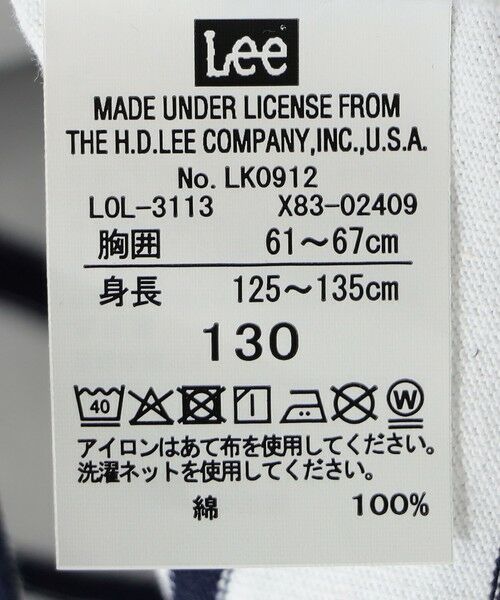 Lee
MADE UNDER LICENSE FROM
THE H.D.LEE COMPANY,INC.,U.S.A.
No. LK0912
LOL-3113 X83-02409
胸囲 61～67cm
身長 125～135cm
130
40 W
アイロンはあて布を使用してください。
洗濯ネットを使用してください。
綿 100%